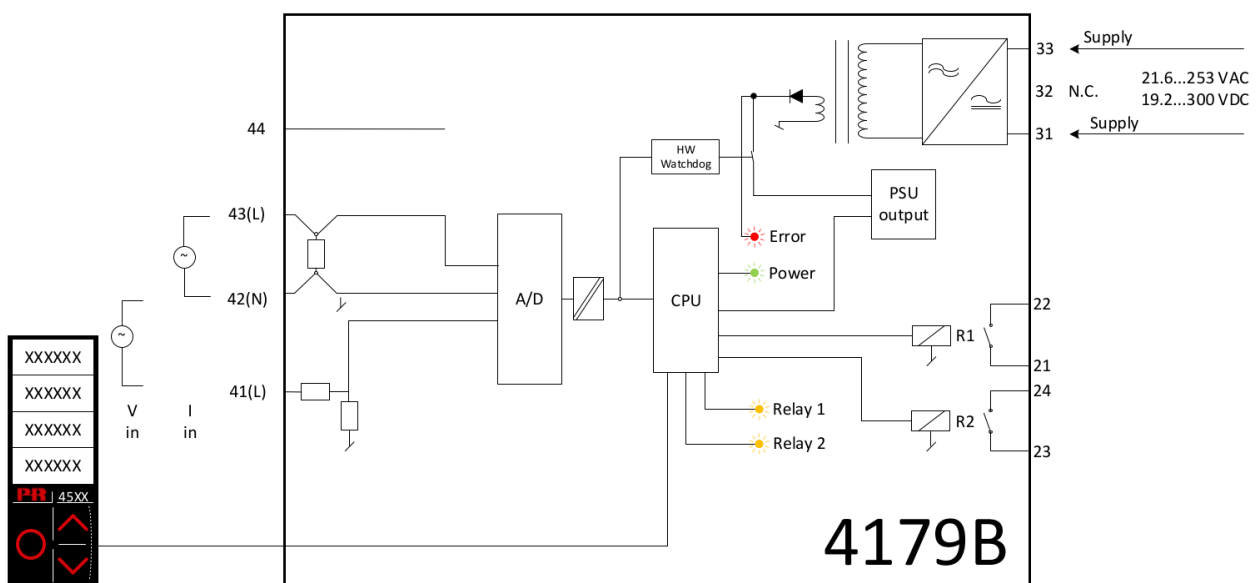 33
Supply
32
N.C.
21.6...253 VAC
19.2...300 VDC
31
Supply
44
HW
Watchdog
PSU
output
43(L)
Error
Power
42(N)
A/D
CPU
22
R1
21
XXXXXX
XXXXXX
XXXXXX
XXXXXX
41(L)
V
in
I
in
24
R2
23
Relay 1
Relay 2
PR
45XX
4179B
~
~